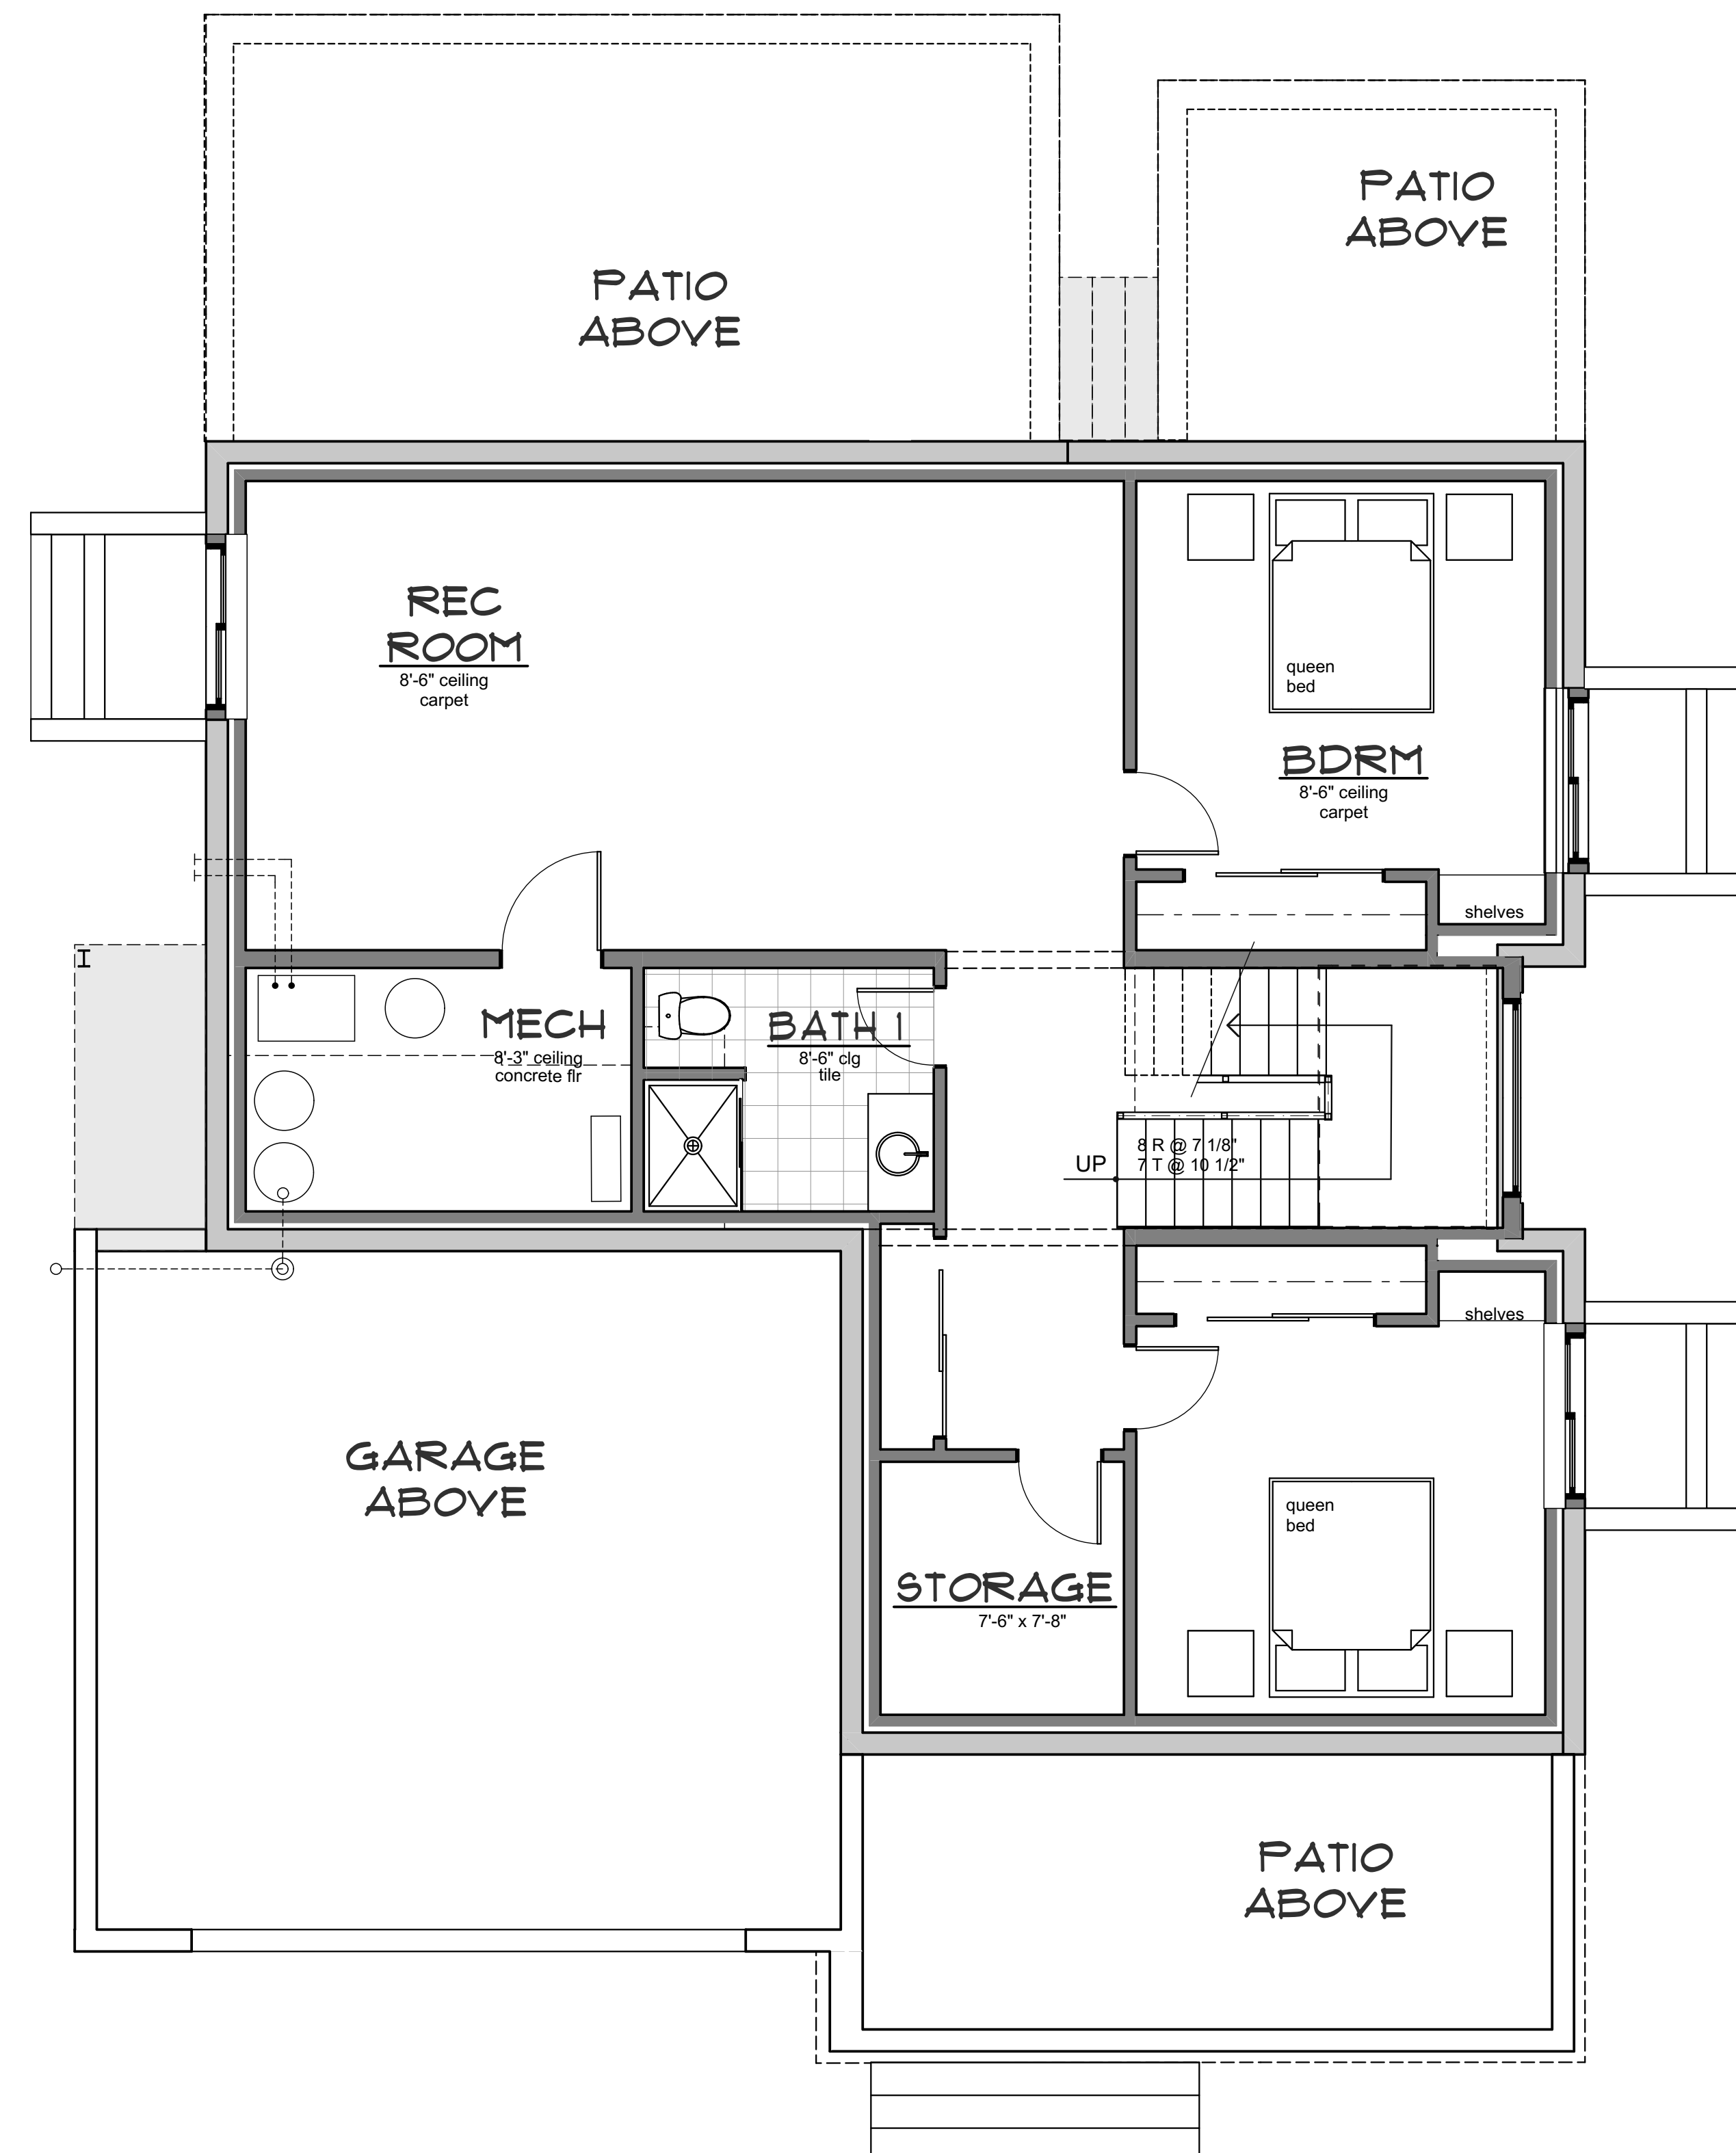 PATIO
ABOVE
PATIO
ABOVE
REC
ROOM
8'-6" ceiling
carpet
queen
bed
BDRM
8'-6" ceiling
carpet
shelves
MECH
8'-3" ceiling
concrete flr
BATH 1
8'-6" clg
tile
UP
8 R @ 7 1/8"
7 T @ 10 1/2"
shelves
GARAGE
ABOVE
queen
bed
STORAGE
7'-6" x 7'-8"
PATIO
ABOVE